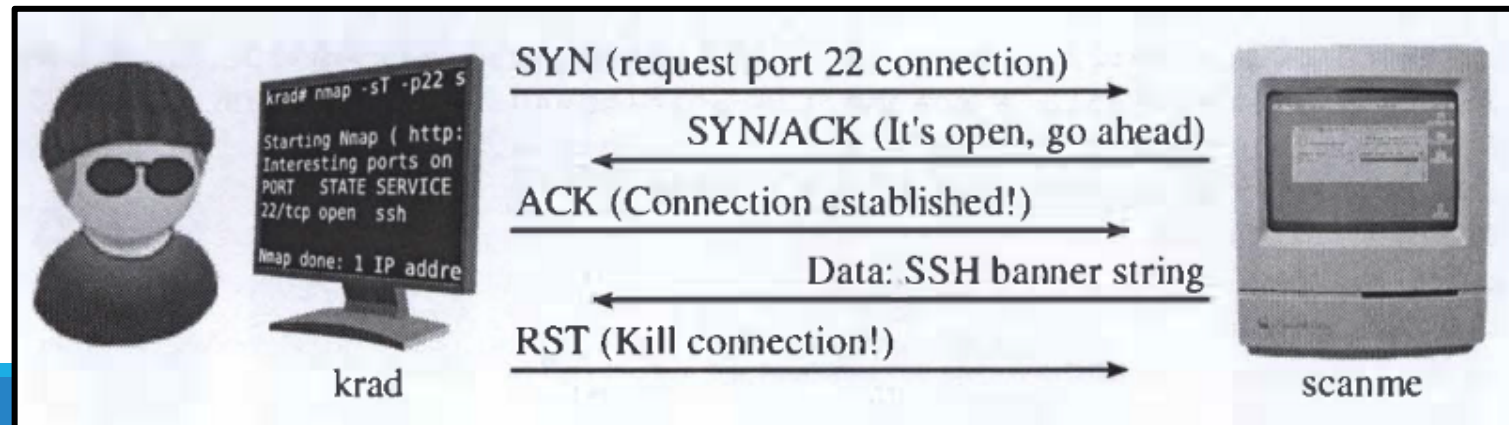 krad# nmap -sT -p22 s
Starting Nmap ( http:
Interesting ports on
PORT STATE SERVICE
22/tcp open ssh
Nmap done: 1 IP addre
krad
SYN (request port 22 connection)
SYN/ACK (It's open, go ahead)
ACK (Connection established!)
Data: SSH banner string
RST (Kill connection!)
scanme